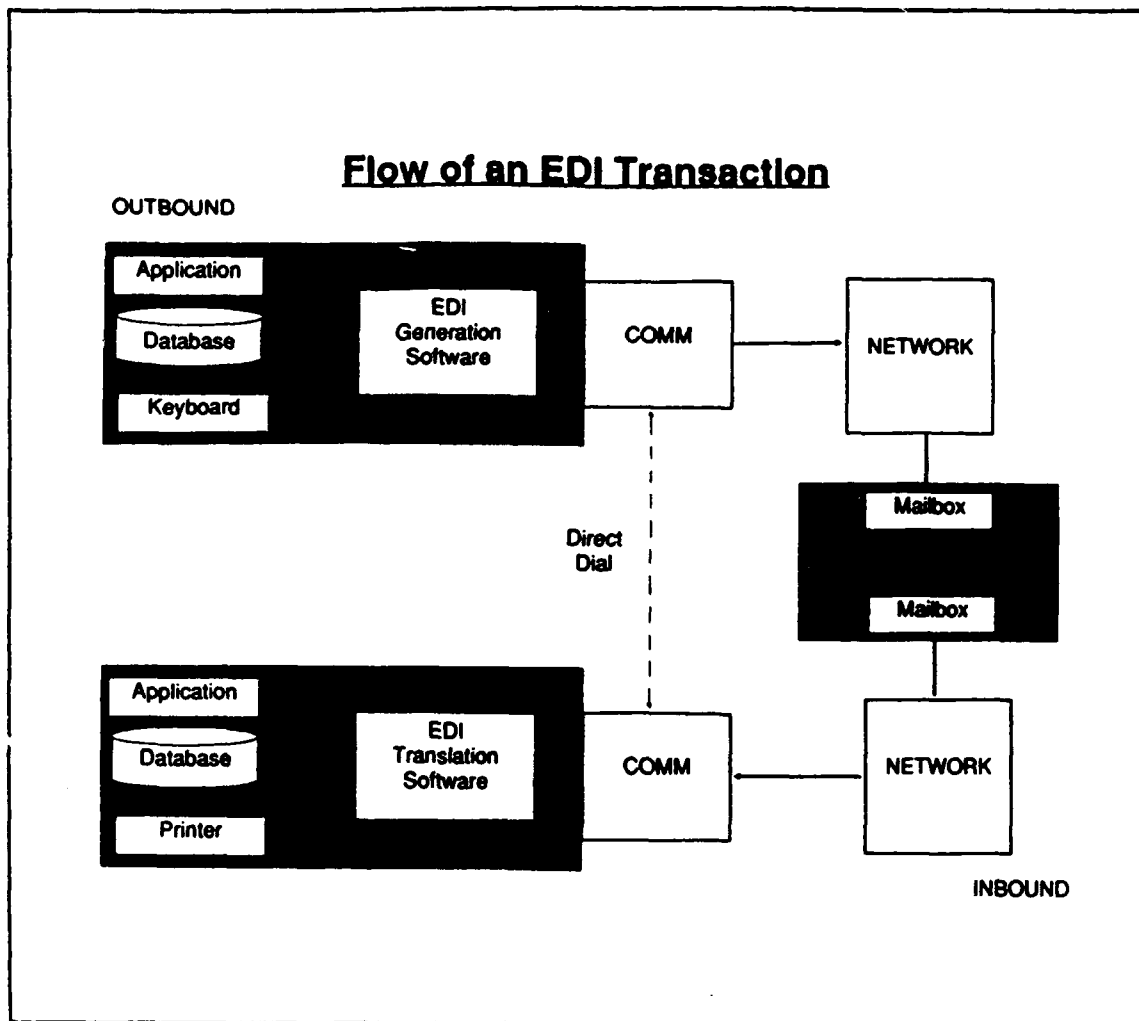 Flow of an EDI Transaction
OUTBOUND
Application
Database
Keyboard
EDI
Generation
Software
COMM
NETWORK
Mailbox
Mailbox
Direct
Dial
Application
Database
Printer
EDI
Translation
Software
COMM
NETWORK
INBOUND